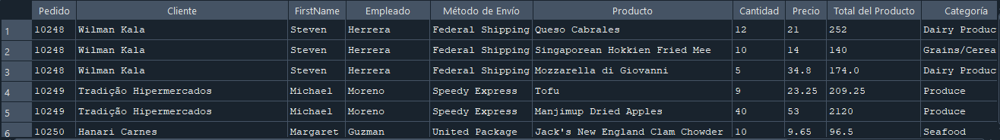 Pedido Cliente FirstName Empleado Método de Envío Producto Cantidad Precio Total del Producto Categoría
1 10248 Wilman Kala Steven Herrera Federal Shipping Queso Cabrales 12 21 252 Dairy Produc
2 10248 Wilman Kala Steven Herrera Federal Shipping Singaporean Hokkien Fried Mee 10 14 140 Grains/Cerea
3 10248 Wilman Kala Steven Herrera Federal Shipping Mozzarella di Giovanni 5 34.8 174.0 Dairy Produc
4 10249 Tradição Hipermercados Michael Moreno Speedy Express Tofu 9 23.25 209.25 Produce
5 10249 Tradição Hipermercados Michael Moreno Speedy Express Manjimup Dried Apples 40 53 2120 Produce
6 10250 Hanari Carnes Margaret Guzman United Package Jack's New England Clam Chowder 10 9.65 96.5 Seafood